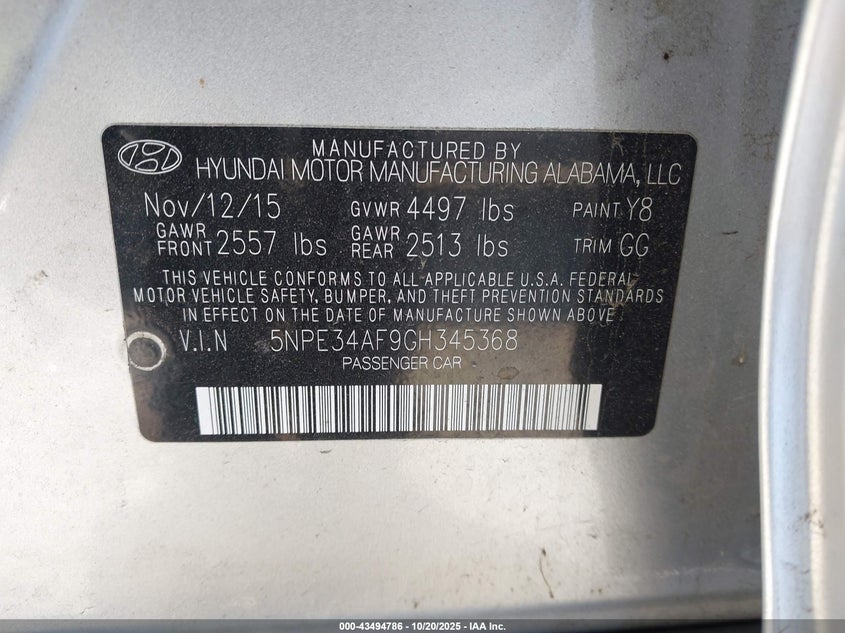 MANUFACTURED BY
HYUNDAI MOTOR MANUFACTURING ALABAMA, LLC
Nov/12/15 GVWR 4497 lbs PAINT Y8
GAWR FRONT 2557 lbs GAWR REAR 2513 lbs TRIM GG
THIS VEHICLE CONFORMS TO ALL APPLICABLE U.S.A. FEDERAL
MOTOR VEHICLE SAFETY, BUMPER, AND THEFT PREVENTION STANDARDS
IN EFFECT ON THE DATE OF MANUFACTURE SHOWN ABOVE
V.I.N 5NPE34AF9GH345368
PASSENGER CAR
000-43494786 - 10/20/2025 - IAA Inc.